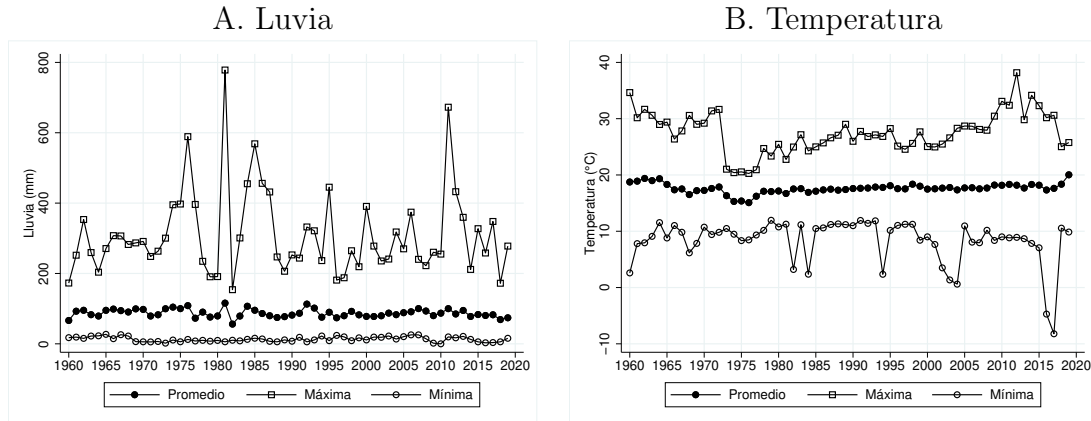 A. Luvia
Lluvia (mm)
800
600
400
200
0
1960 1965 1970 1975 1980 1985 1990 1995 2000 2005 2010 2015 2020
Promedio Máxima Mínima
B. Temperatura
Temperatura (°C)
40
30
20
10
0
−10
1960 1965 1970 1975 1980 1985 1990 1995 2000 2005 2010 2015 2020
Promedio Máxima Mínima